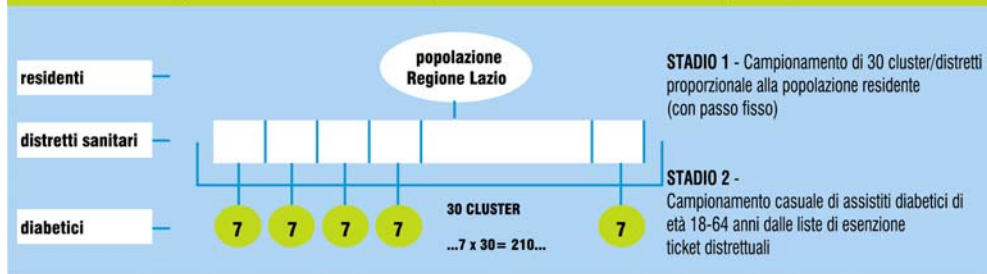 residenti
popolazione
Regione Lazio
STADIO 1 - Campionamento di 30 cluster/distretti
proporzionale alla popolazione residente
(con passo fisso)
distretti sanitari
diabetici
7
7
7
7
30 CLUSTER
...7 x 30= 210...
7
STADIO 2 -
Campionamento casuale di assistiti diabetici di
età 18-64 anni dalle liste di esenzione
ticket distrettuali